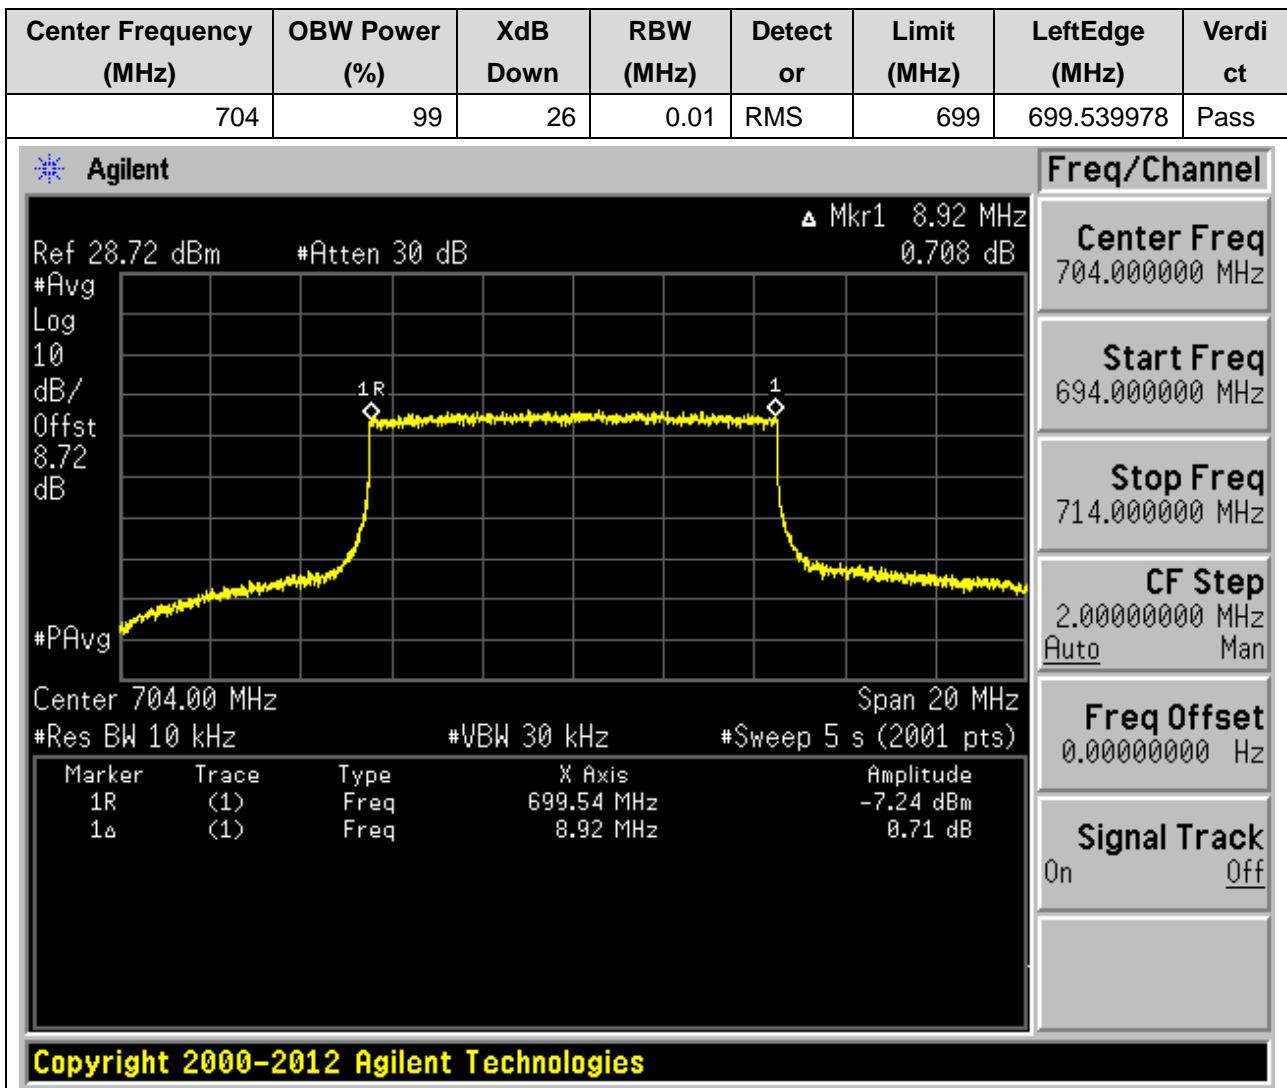 Center Frequency (MHz) OBW Power (%) XdB Down RBW (MHz) Detect or Limit (MHz) LeftEdge (MHz) Verdi ct
704 99 26 0.01 RMS 699 699.539978 Pass
Agilent Freq/Channel
Δ Mkr1 8.92 MHz
Ref 28.72 dBm #Atten 30 dB 0.708 dB
#Avg
Log
10
dB/
Offst
8.72
dB
#PAvg
1R
1
Center 704.00 MHz Span 20 MHz
#Res BW 10 kHz #VBW 30 kHz #Sweep 5 s (2001 pts)
Marker Trace Type X Axis Amplitude
1R (1) Freq 699.54 MHz -7.24 dBm
1Δ (1) Freq 8.92 MHz 0.71 dB
Center Freq
704.000000 MHz
Start Freq
694.000000 MHz
Stop Freq
714.000000 MHz
CF Step
2.00000000 MHz
Auto Man
Freq Offset
0.00000000 Hz
Signal Track
On Off
Copyright 2000-2012 Agilent Technologies